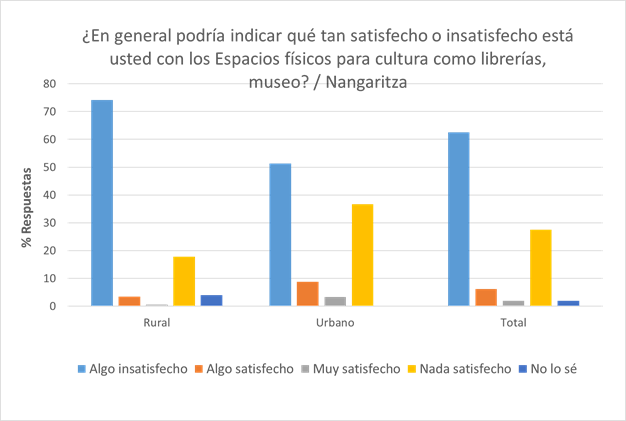 ¿En general podría indicar qué tan satisfecho o insatisfecho está
usted con los Espacios físicos para cultura como librerías,
museo? / Nangaritza
80
70
60
50
40
30
20
10
0
% Respuestas
Rural Urbano Total
Algo insatisfecho Algo satisfecho Muy satisfecho Nada satisfecho No lo sé